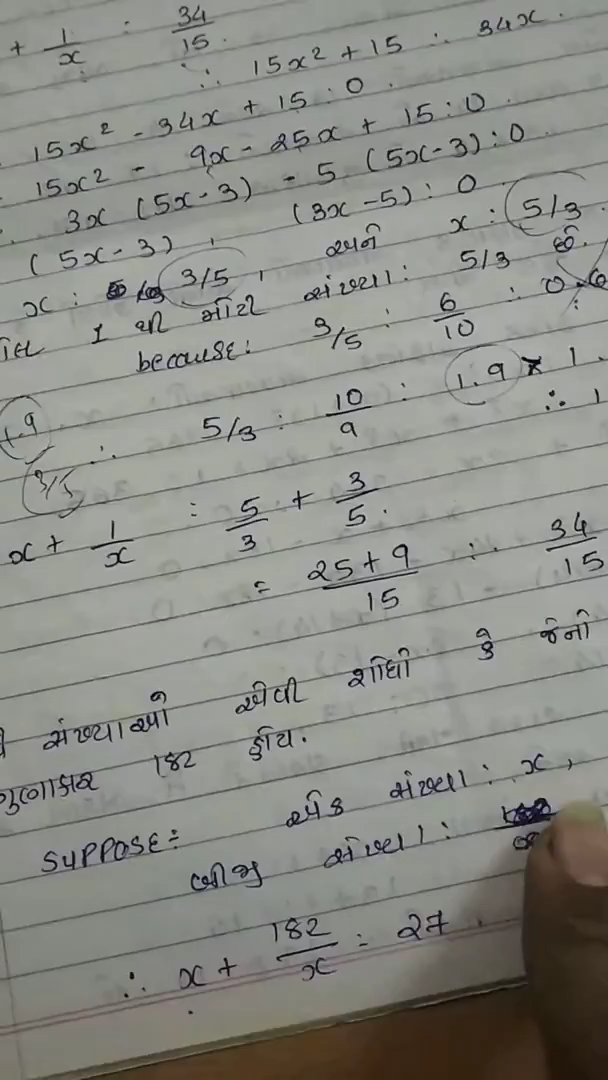 + 1/x : 34/15.
∴ 15x² + 15 : 34x.
15x² - 34x + 15 : 0.
15x² - 9x - 25x + 15 : 0.
3x (5x-3) - 5 (5x-3) : 0
(5x-3), (3x-5) : 0
x : 3/5, અને x : 5/3.
1 થી મોટી સંખ્યા : 5/3 છે.
because : 3/5 : 6/10 :
1.9 ∴ 5/3 : 10/9 : 1.9 × 1.
3/5 ∴ 1
x + 1/x : 5/3 + 3/5.
= 25+9/15 ∴ 34/15
સંખ્યાઓ એવી શોધો કે જેનો
ગુણાકાર 182 હોય.
SUPPOSE : એક સંખ્યા : x,
બીજી સંખ્યા :
∴ x + 182/x = 27.